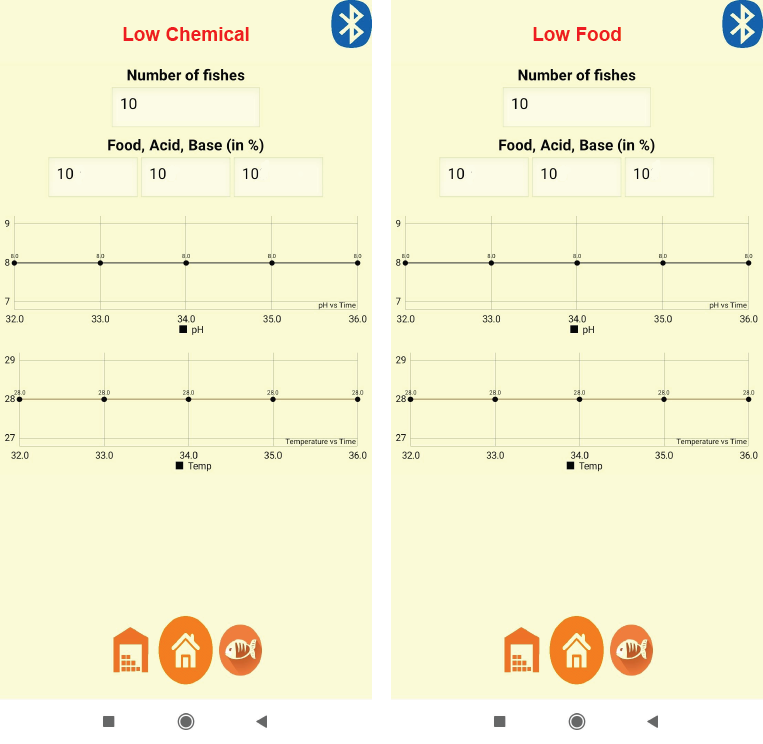 Low Chemical
Number of fishes
10
Food, Acid, Base (in %)
10 10 10
9
8.0 8.0 8.0 8.0 8.0
8
7
pH vs Time
32.0 33.0 34.0 35.0 36.0
pH
29
28.0 28.0 28.0 28.0 28.0
28
27
Temperature vs Time
32.0 33.0 34.0 35.0 36.0
Temp
Low Food
Number of fishes
10
Food, Acid, Base (in %)
10 10 10
9
8.0 8.0 8.0 8.0 8.0
8
7
pH vs Time
32.0 33.0 34.0 35.0 36.0
pH
29
28.0 28.0 28.0 28.0 28.0
28
27
Temperature vs Time
32.0 33.0 34.0 35.0 36.0
Temp